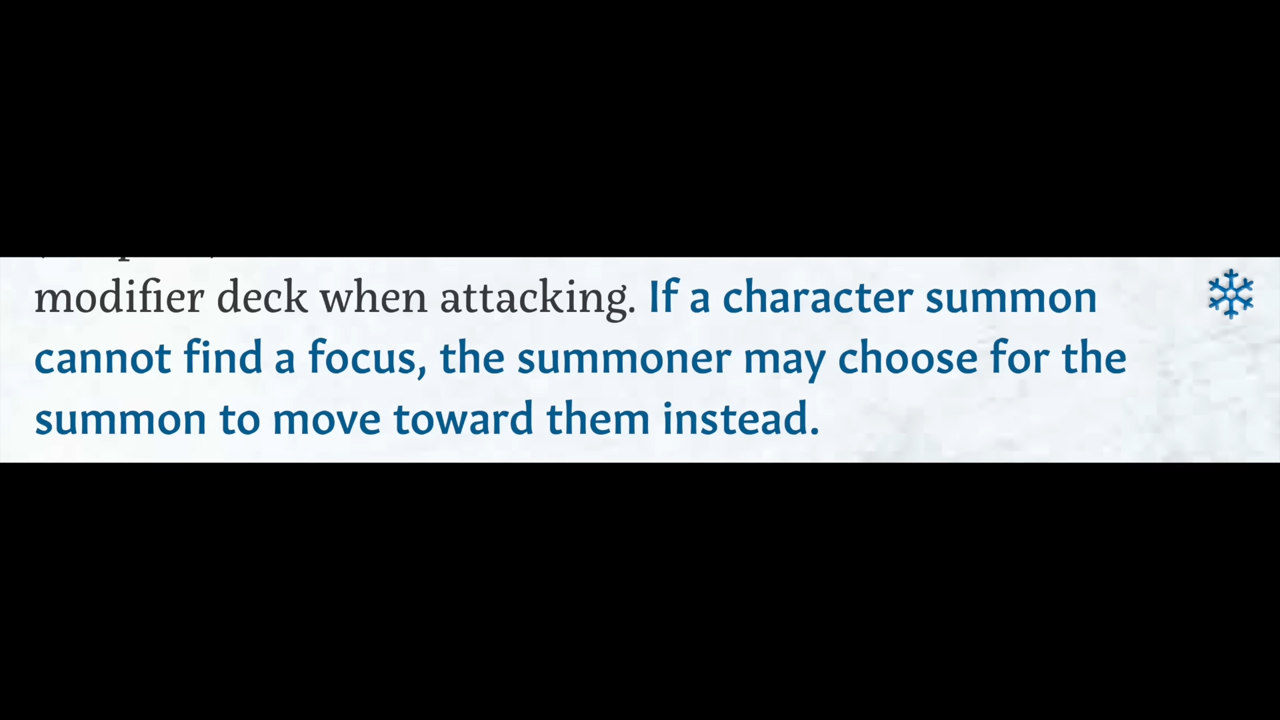 modifier deck when attacking. If a character summon
cannot find a focus, the summoner may choose for the
summon to move toward them instead.